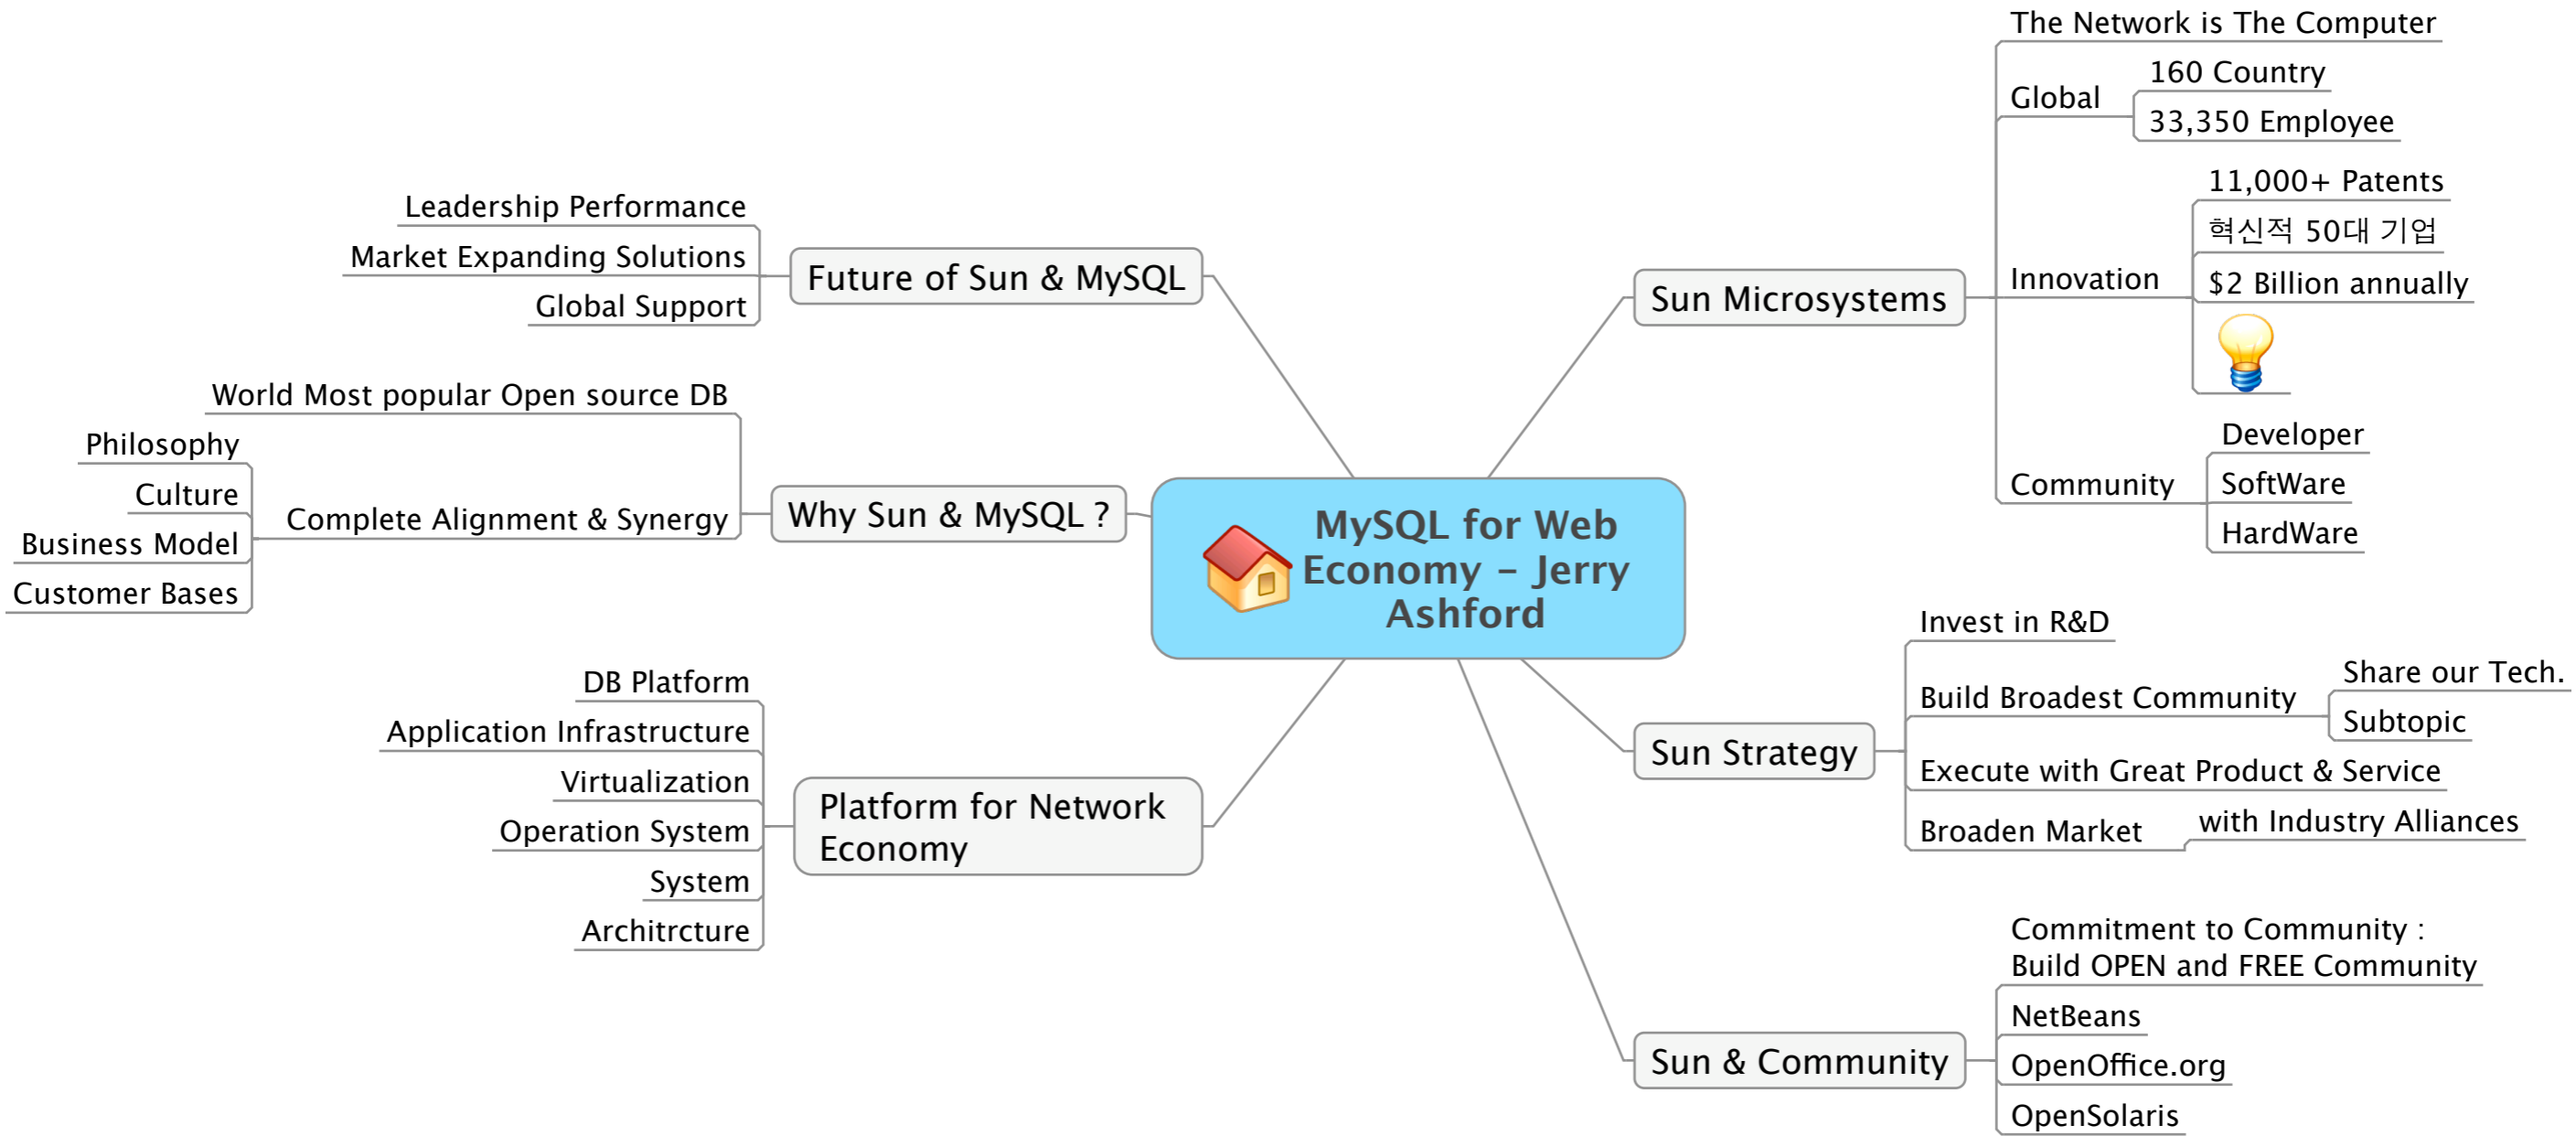 MySQL for Web
Economy – Jerry
Ashford
Sun Microsystems
The Network is The Computer
Global
160 Country
33,350 Employee
Innovation
11,000+ Patents
혁신적 50대 기업
$2 Billion annually
Community
Developer
SoftWare
HardWare
Sun Strategy
Invest in R&D
Build Broadest Community
Share our Tech.
Subtopic
Execute with Great Product & Service
Broaden Market
with Industry Alliances
Sun & Community
Commitment to Community :
Build OPEN and FREE Community
NetBeans
OpenOffice.org
OpenSolaris
Platform for Network
Economy
DB Platform
Application Infrastructure
Virtualization
Operation System
System
Architrcture
Why Sun & MySQL ?
World Most popular Open source DB
Complete Alignment & Synergy
Philosophy
Culture
Business Model
Customer Bases
Future of Sun & MySQL
Leadership Performance
Market Expanding Solutions
Global Support